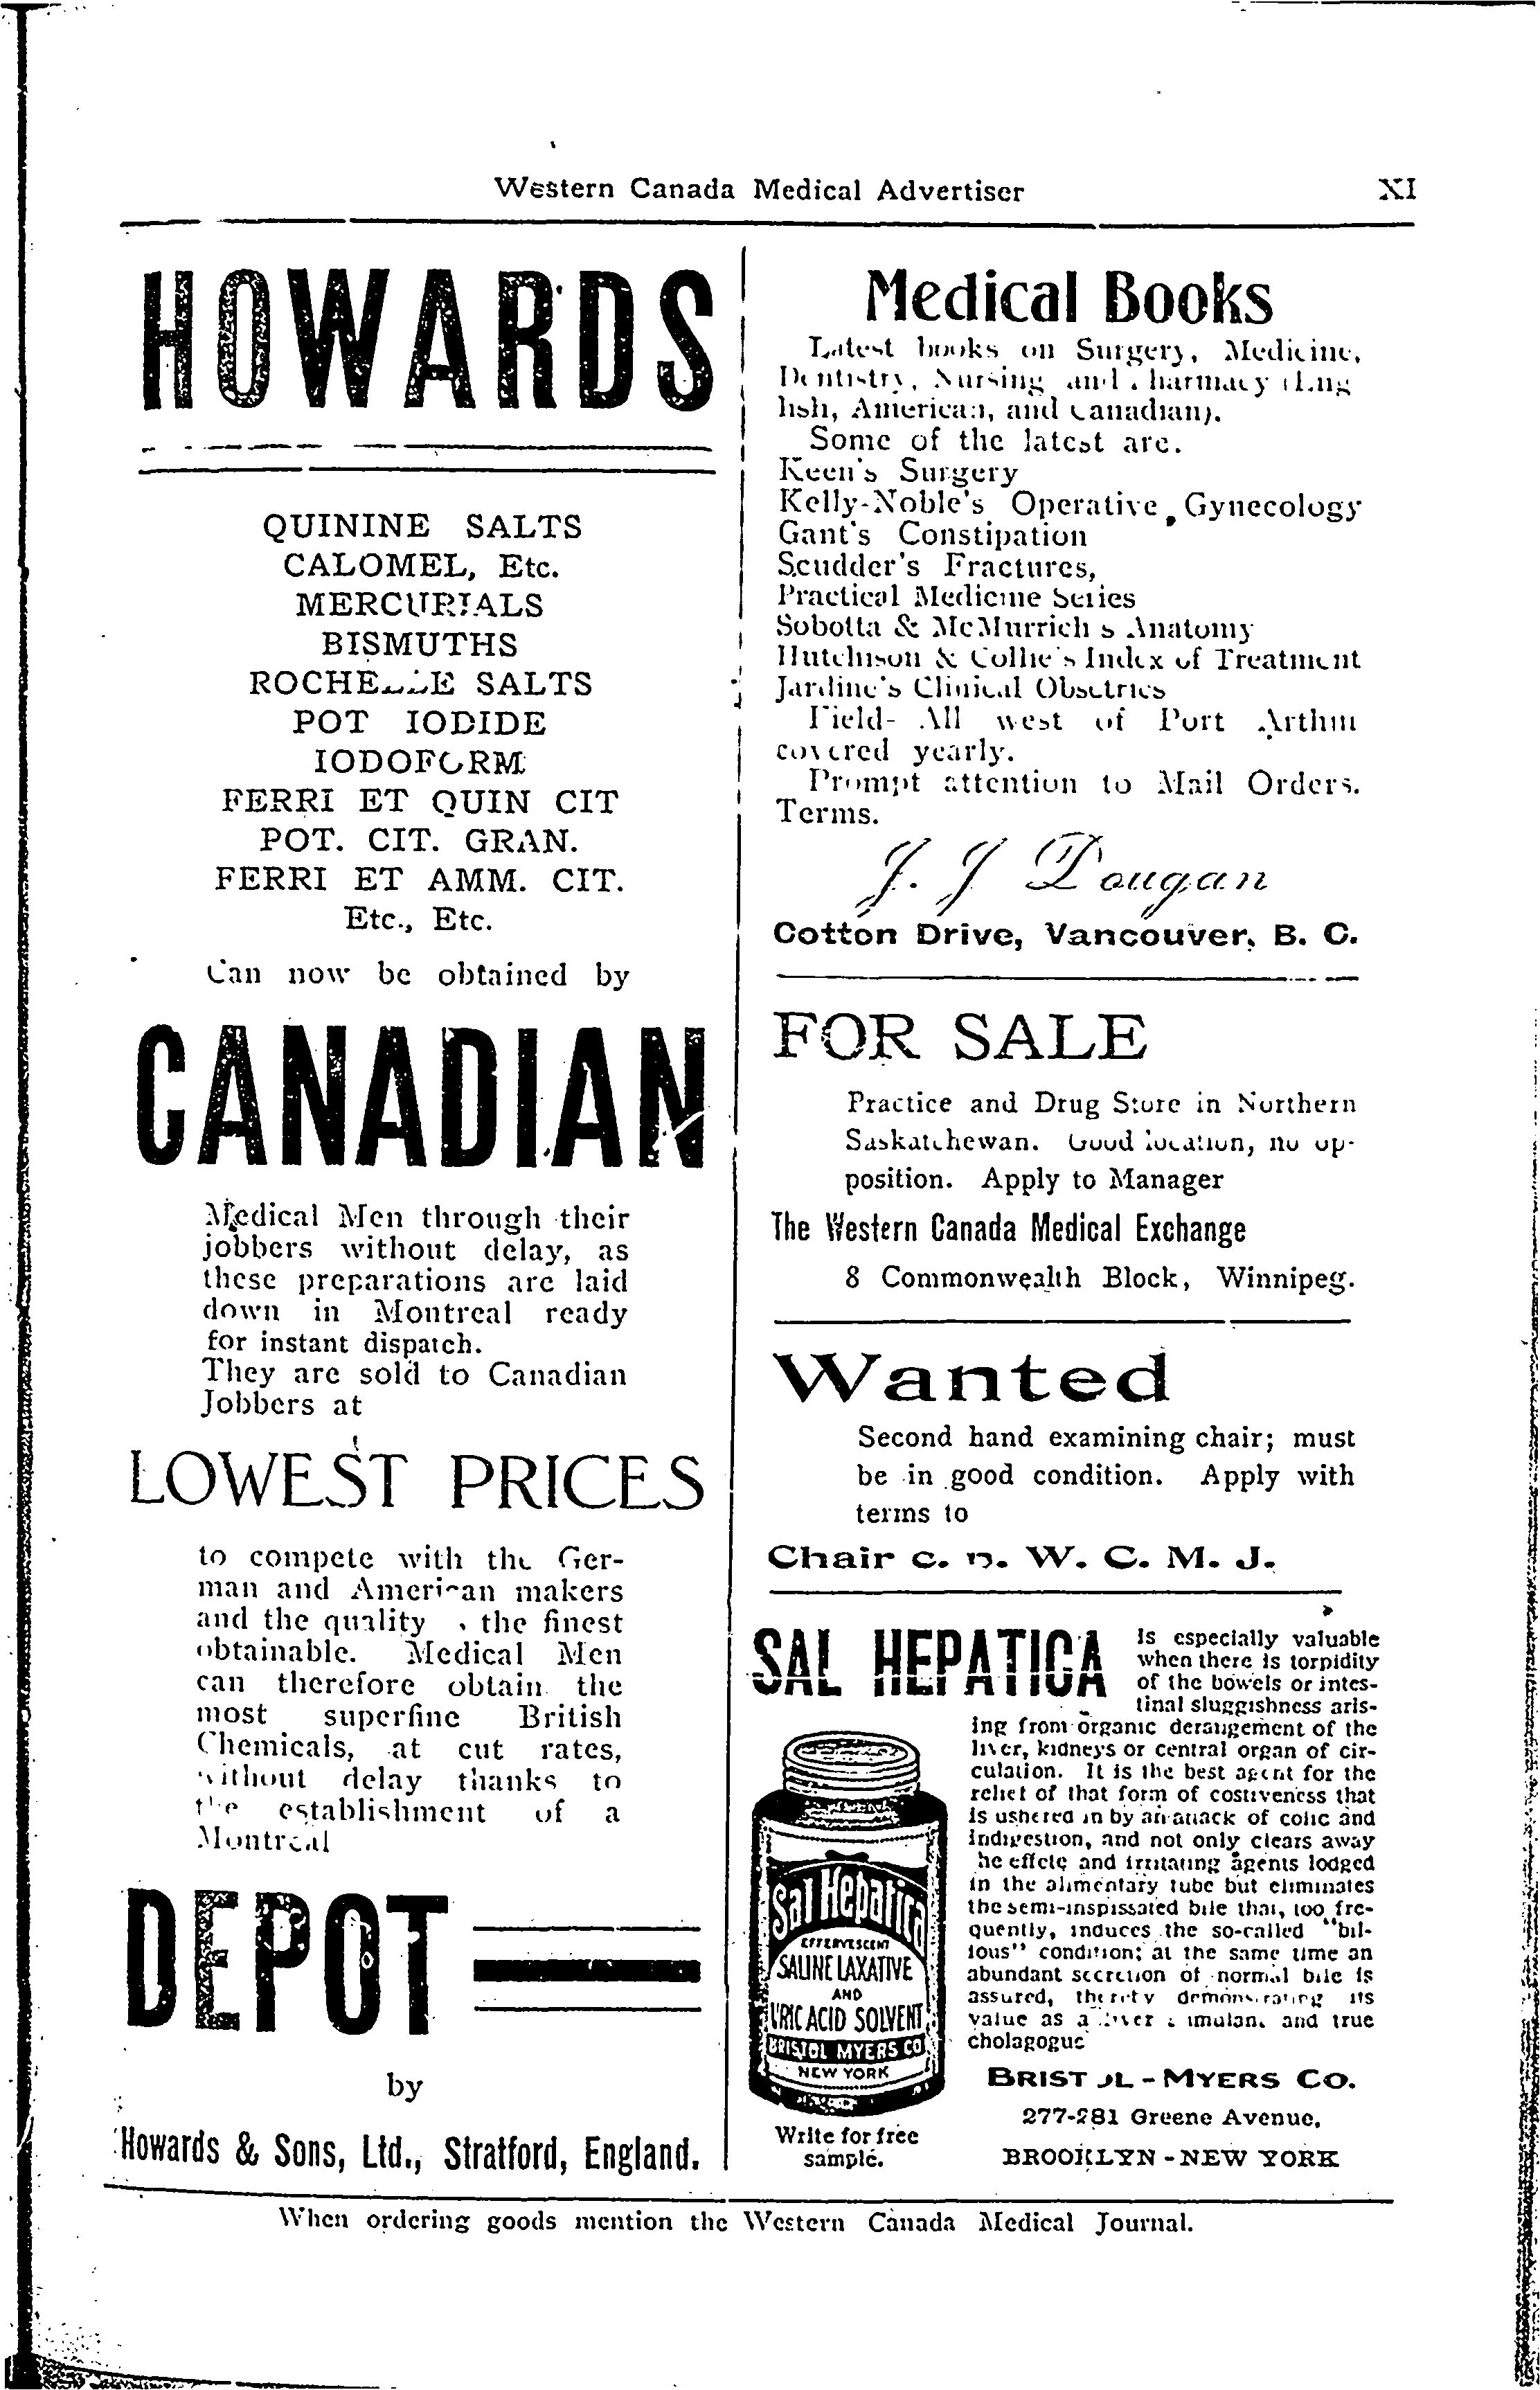 Western Canada Medical Advertiser XI
HOWARDS
QUININE SALTS
CALOMEL, Etc.
MERCURIALS
BISMUTHS
ROCHELLE SALTS
POT IODIDE
IODOFORM
FERRI ET QUIN CIT
POT. CIT. GRAN.
FERRI ET AMM. CIT.
Etc., Etc.
Can now be obtained by
CANADIAN
Medical Men through their
jobbers without delay, as
these preparations are laid
down in Montreal ready
for instant dispatch.
They are sold to Canadian
Jobbers at
LOWEST PRICES
to compete with the Ger-
man and American makers
and the quality the finest
obtainable. Medical Men
can therefore obtain the
most superfine British
Chemicals, at cut rates,
without delay thanks to
the establishment of a
Montreal
DEPOT
by
Howards & Sons, Ltd., Stratford, England.
Medical Books
Latest books on Surgery, Medicine,
Dentistry, Nursing and Pharmacy (Eng
lish, American, and Canadian).
Some of the latest are.
Keen's Surgery
Kelly-Noble's Operative Gynecology
Gant's Constipation
Scudder's Fractures,
Practical Medicine Series
Sobotta & McMurrich s Anatomy
Hutchison & Collie's Index of Treatment
Jardine's Clinical Obsetrics
Field- All west of Port Arthur
covered yearly.
Prompt attention to Mail Orders.
Terms.
J. J Dougan
Cotton Drive, Vancouver, B. C.
FOR SALE
Practice and Drug Store in Northern
Saskatchewan. Good location, no op-
position. Apply to Manager
The Western Canada Medical Exchange
8 Commonwealth Block, Winnipeg.
Wanted
Second hand examining chair; must
be in good condition. Apply with
terms to
Chair c. o. W. C. M. J.
SAL HEPATICA
Is especially valuable
when there is torpidity
of the bowels or intes-
tinal sluggishness aris-
ing from organic derangement of the
liver, kidneys or central organ of cir-
culation. It is the best agent for the
relief of that form of costiveness that
is ushered in by an attack of colic and
indigestion, and not only clears away
he effete and irritating agents lodged
in the alimentary tube but eliminates
the semi-inspissated bile that, too fre-
quently, induces the so-called "bil-
ious" condition; at the same time an
abundant secretion of normal bile is
assured, thereby demonstrating its
value as a liver stimulant and true
cholagogue
Sal Hepatica
EFFERVESCENT
SALINE LAXATIVE
AND
URIC ACID SOLVENT
BRISTOL MYERS CO
NEW YORK
Write for free
sample.
BRISTOL-MYERS CO.
277-281 Greene Avenue,
BROOKLYN - NEW YORK
When ordering goods mention the Western Canada Medical Journal.